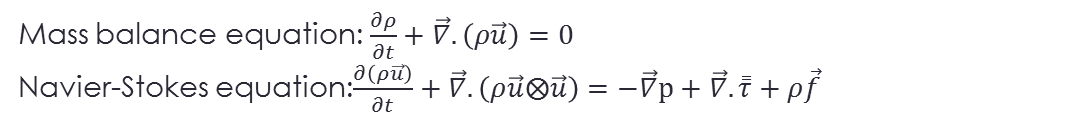 Mass balance equation: ∂ρ/∂t + ∇⃗.(ρu⃗) = 0
Navier-Stokes equation: ∂(ρu⃗)/∂t + ∇⃗.(ρu⃗⊗u⃗) = −∇⃗p + ∇⃗.τ̿ + ρf⃗